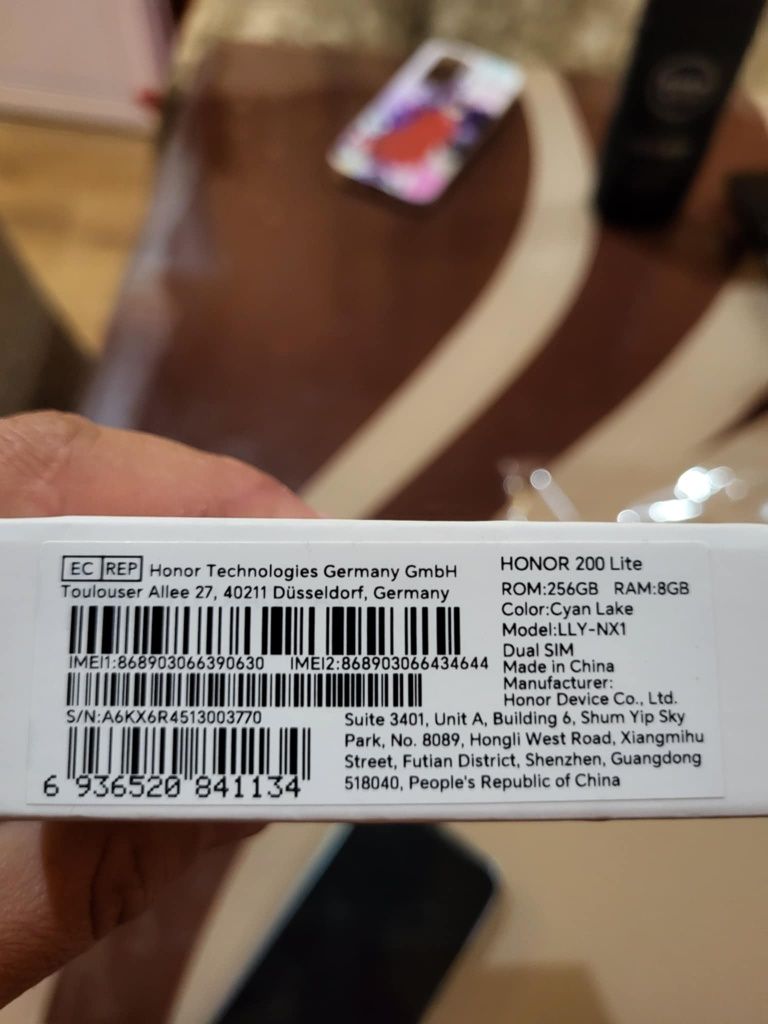 EC REP Honor Technologies Germany GmbH
Toulouser Allee 27, 40211 Düsseldorf, Germany
IMEI1:868903066390630 IMEI2:868903066434644
S/N:A6KX6R4513003770
6 936520 841134
HONOR 200 Lite
ROM:256GB RAM:8GB
Color:Cyan Lake
Model:LLY-NX1
Dual SIM
Made in China
Manufacturer:
Honor Device Co., Ltd.
Suite 3401, Unit A, Building 6, Shum Yip Sky
Park, No. 8089, Hongli West Road, Xiangmihu
Street, Futian District, Shenzhen, Guangdong
518040, People's Republic of China